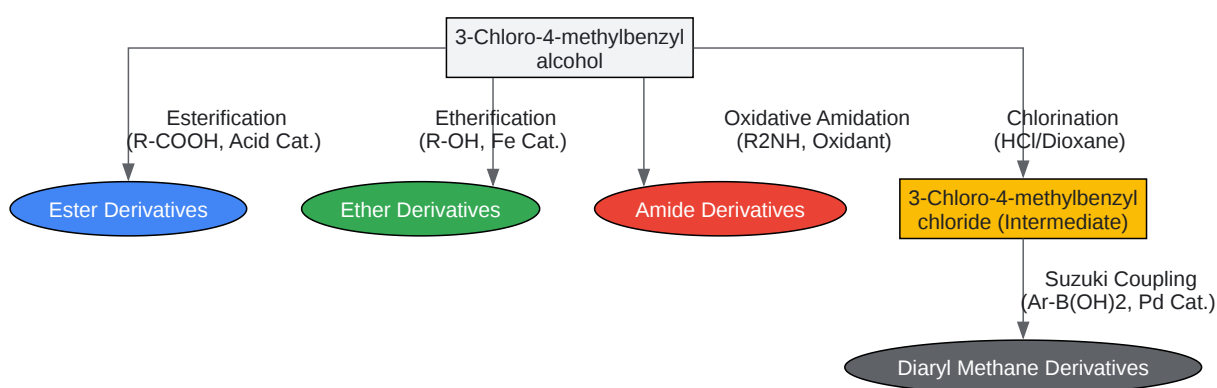 3-Chloro-4-methylbenzyl
alcohol
Esterification
(R-COOH, Acid Cat.)
Etherification
(R-OH, Fe Cat.)
Oxidative Amidation
(R2NH, Oxidant)
Chlorination
(HCl/Dioxane)
Ester Derivatives
Ether Derivatives
Amide Derivatives
3-Chloro-4-methylbenzyl
chloride (Intermediate)
Suzuki Coupling
(Ar-B(OH)2, Pd Cat.)
Diaryl Methane Derivatives